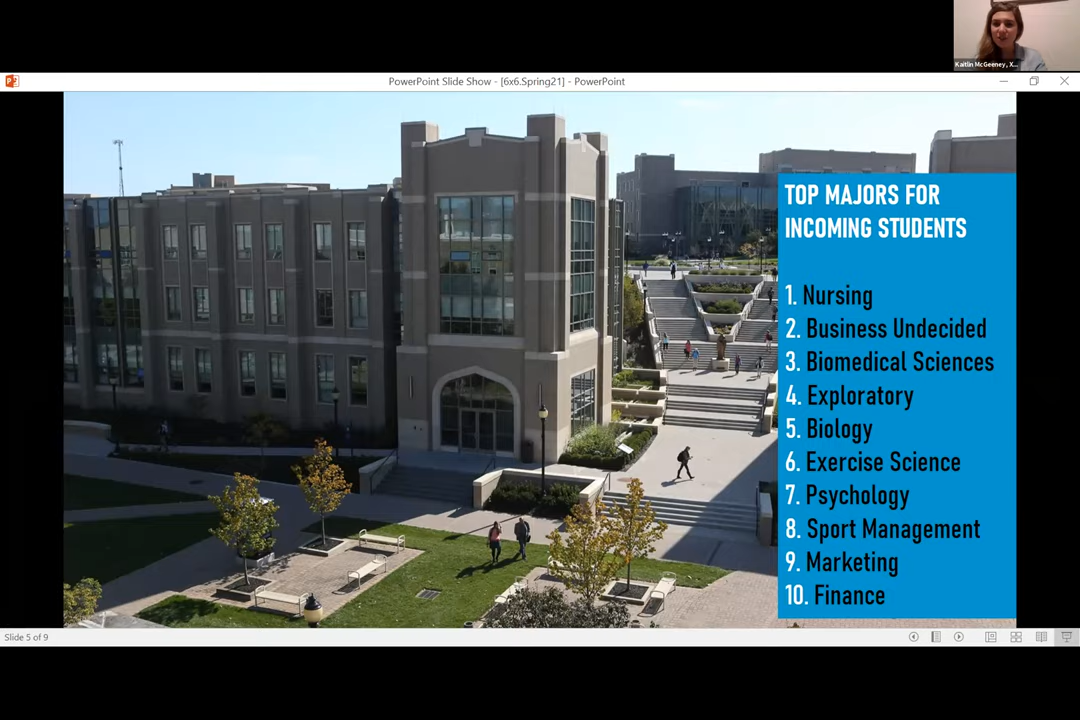 Kaitlin McGeeney, X...
PowerPoint Slide Show - [6x6.Spring21] - PowerPoint
TOP MAJORS FOR
INCOMING STUDENTS
1. Nursing
2. Business Undecided
3. Biomedical Sciences
4. Exploratory
5. Biology
6. Exercise Science
7. Psychology
8. Sport Management
9. Marketing
10. Finance
Slide 5 of 9